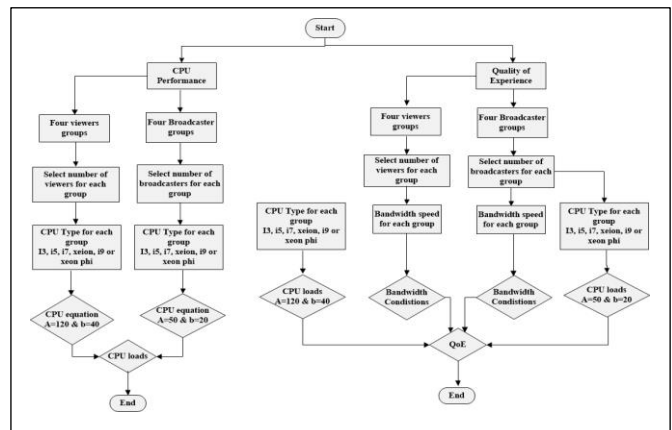 Start
CPU
Performance
Quality of
Experience
Four viewers
groups
Four Broadcaster
groups
Four viewers
groups
Four Broadcaster
groups
Select number of
viewers for each
group
Select number of
broadcasters for each
group
Select number of
viewers for each
group
Select number of
broadcasters for each
group
CPU Type for each
group
I3, i5, i7, xeion, i9 or
xeon phi
CPU Type for each
group
I3, i5, i7, xeion, i9 or
xeon phi
CPU Type for each
group
I3, i5, i7, xeion, i9 or
xeon phi
Bandwidth speed
for each group
Bandwidth speed
for each group
CPU Type for each
group
I3, i5, i7, xeion, i9 or
xeon phi
CPU equation
A=120 & b=40
CPU equation
A=50 & b=20
CPU loads
A=120 & b=40
Bandwidth
Condistions
Bandwidth
Condistions
CPU loads
A=50 & b=20
CPU loads
QoE
End
End